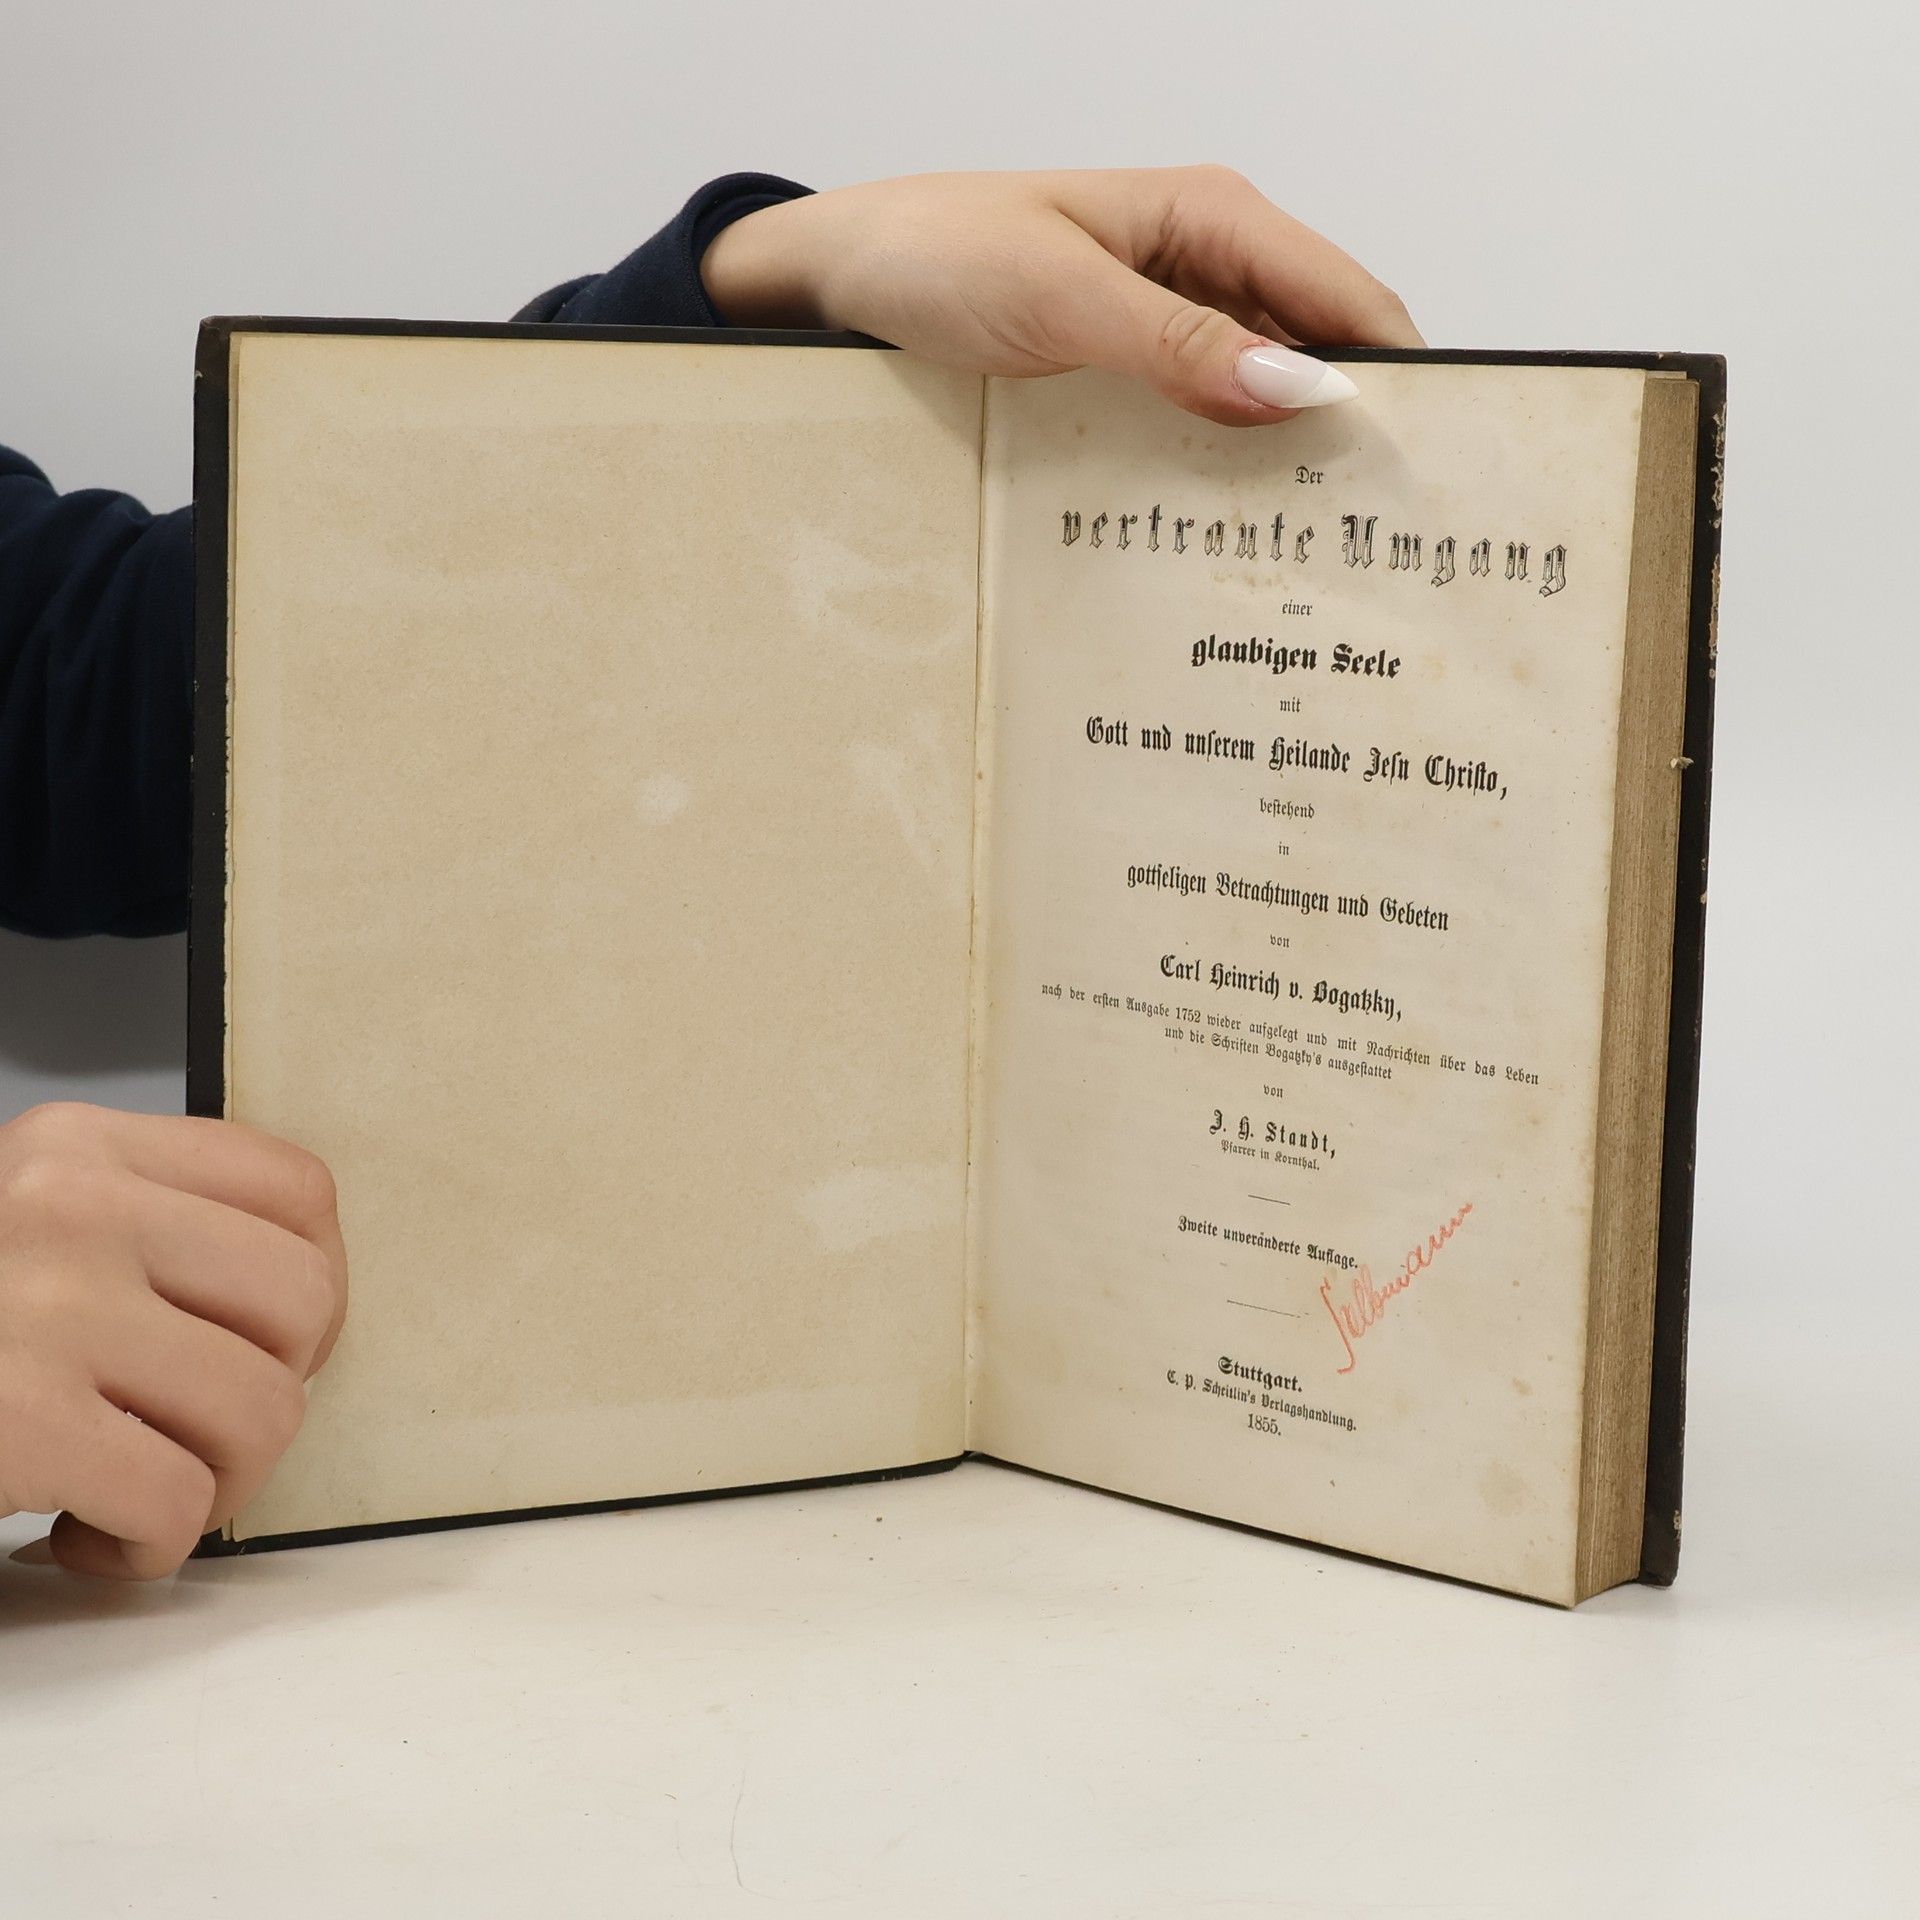 Der
vertraute Umgang
einer
glaubigen Seele
mit
Gott und unserem Heilande Jesu Christo,
bestehend
in
gottseligen Betrachtungen und Gebeten
von
Carl Heinrich v. Bogatzky,
nach der ersten Ausgabe 1752 wieder aufgelegt und mit Nachrichten über das Leben
und die Schriften Bogatzky's ausgestattet
von
J. H. Staudt,
Pfarrer in Kornthal.
Zweite unveränderte Auflage.
Stuttgart.
C. P. Scheitlin's Verlagshandlung.
1855.